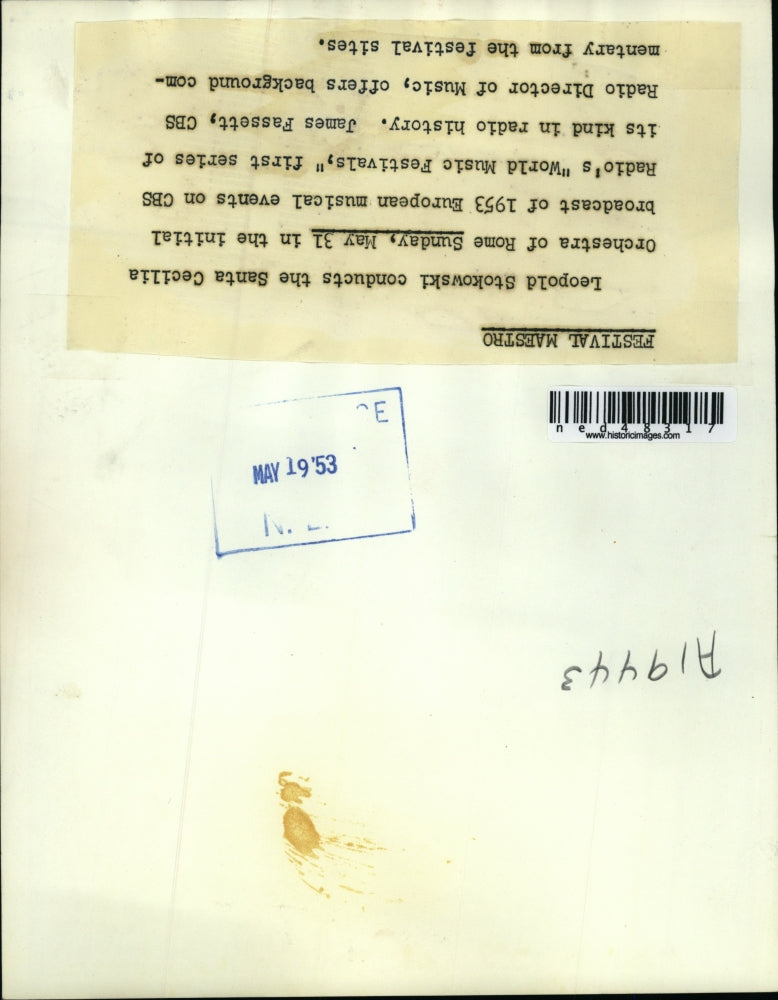 FESTIVAL MAESTRO
Leopold Stokowski conducts the Santa Cecilia
Orchestra of Rome Sunday, May 31 in the initial
broadcast of 1953 European musical events on CBS
Radio's "World Music Festivals," first series of
its kind in radio history. James Fassett, CBS
Radio Director of Music, offers background com-
mentary from the festival sites.
E
MAY 19'53
N.
ned48317
www.historicimages.com
A19443